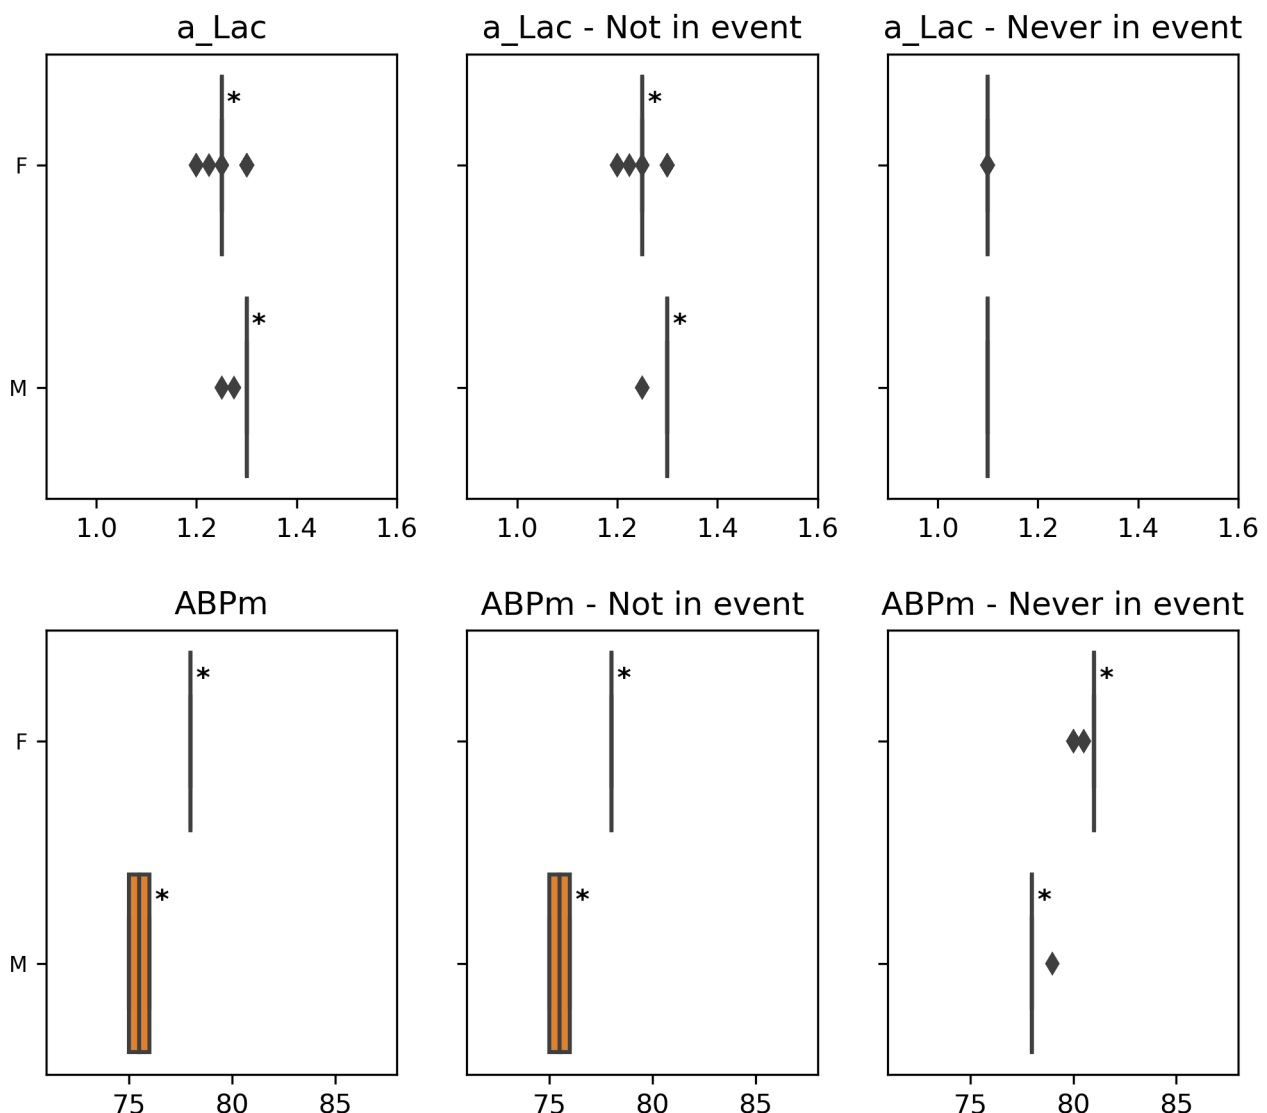 a_Lac a_Lac - Not in event a_Lac - Never in event
* * 
F
* *
M
1.0 1.2 1.4 1.6 1.0 1.2 1.4 1.6 1.0 1.2 1.4 1.6
ABPm ABPm - Not in event ABPm - Never in event
* * *
F
* * *
M
75 80 85 75 80 85 75 80 85